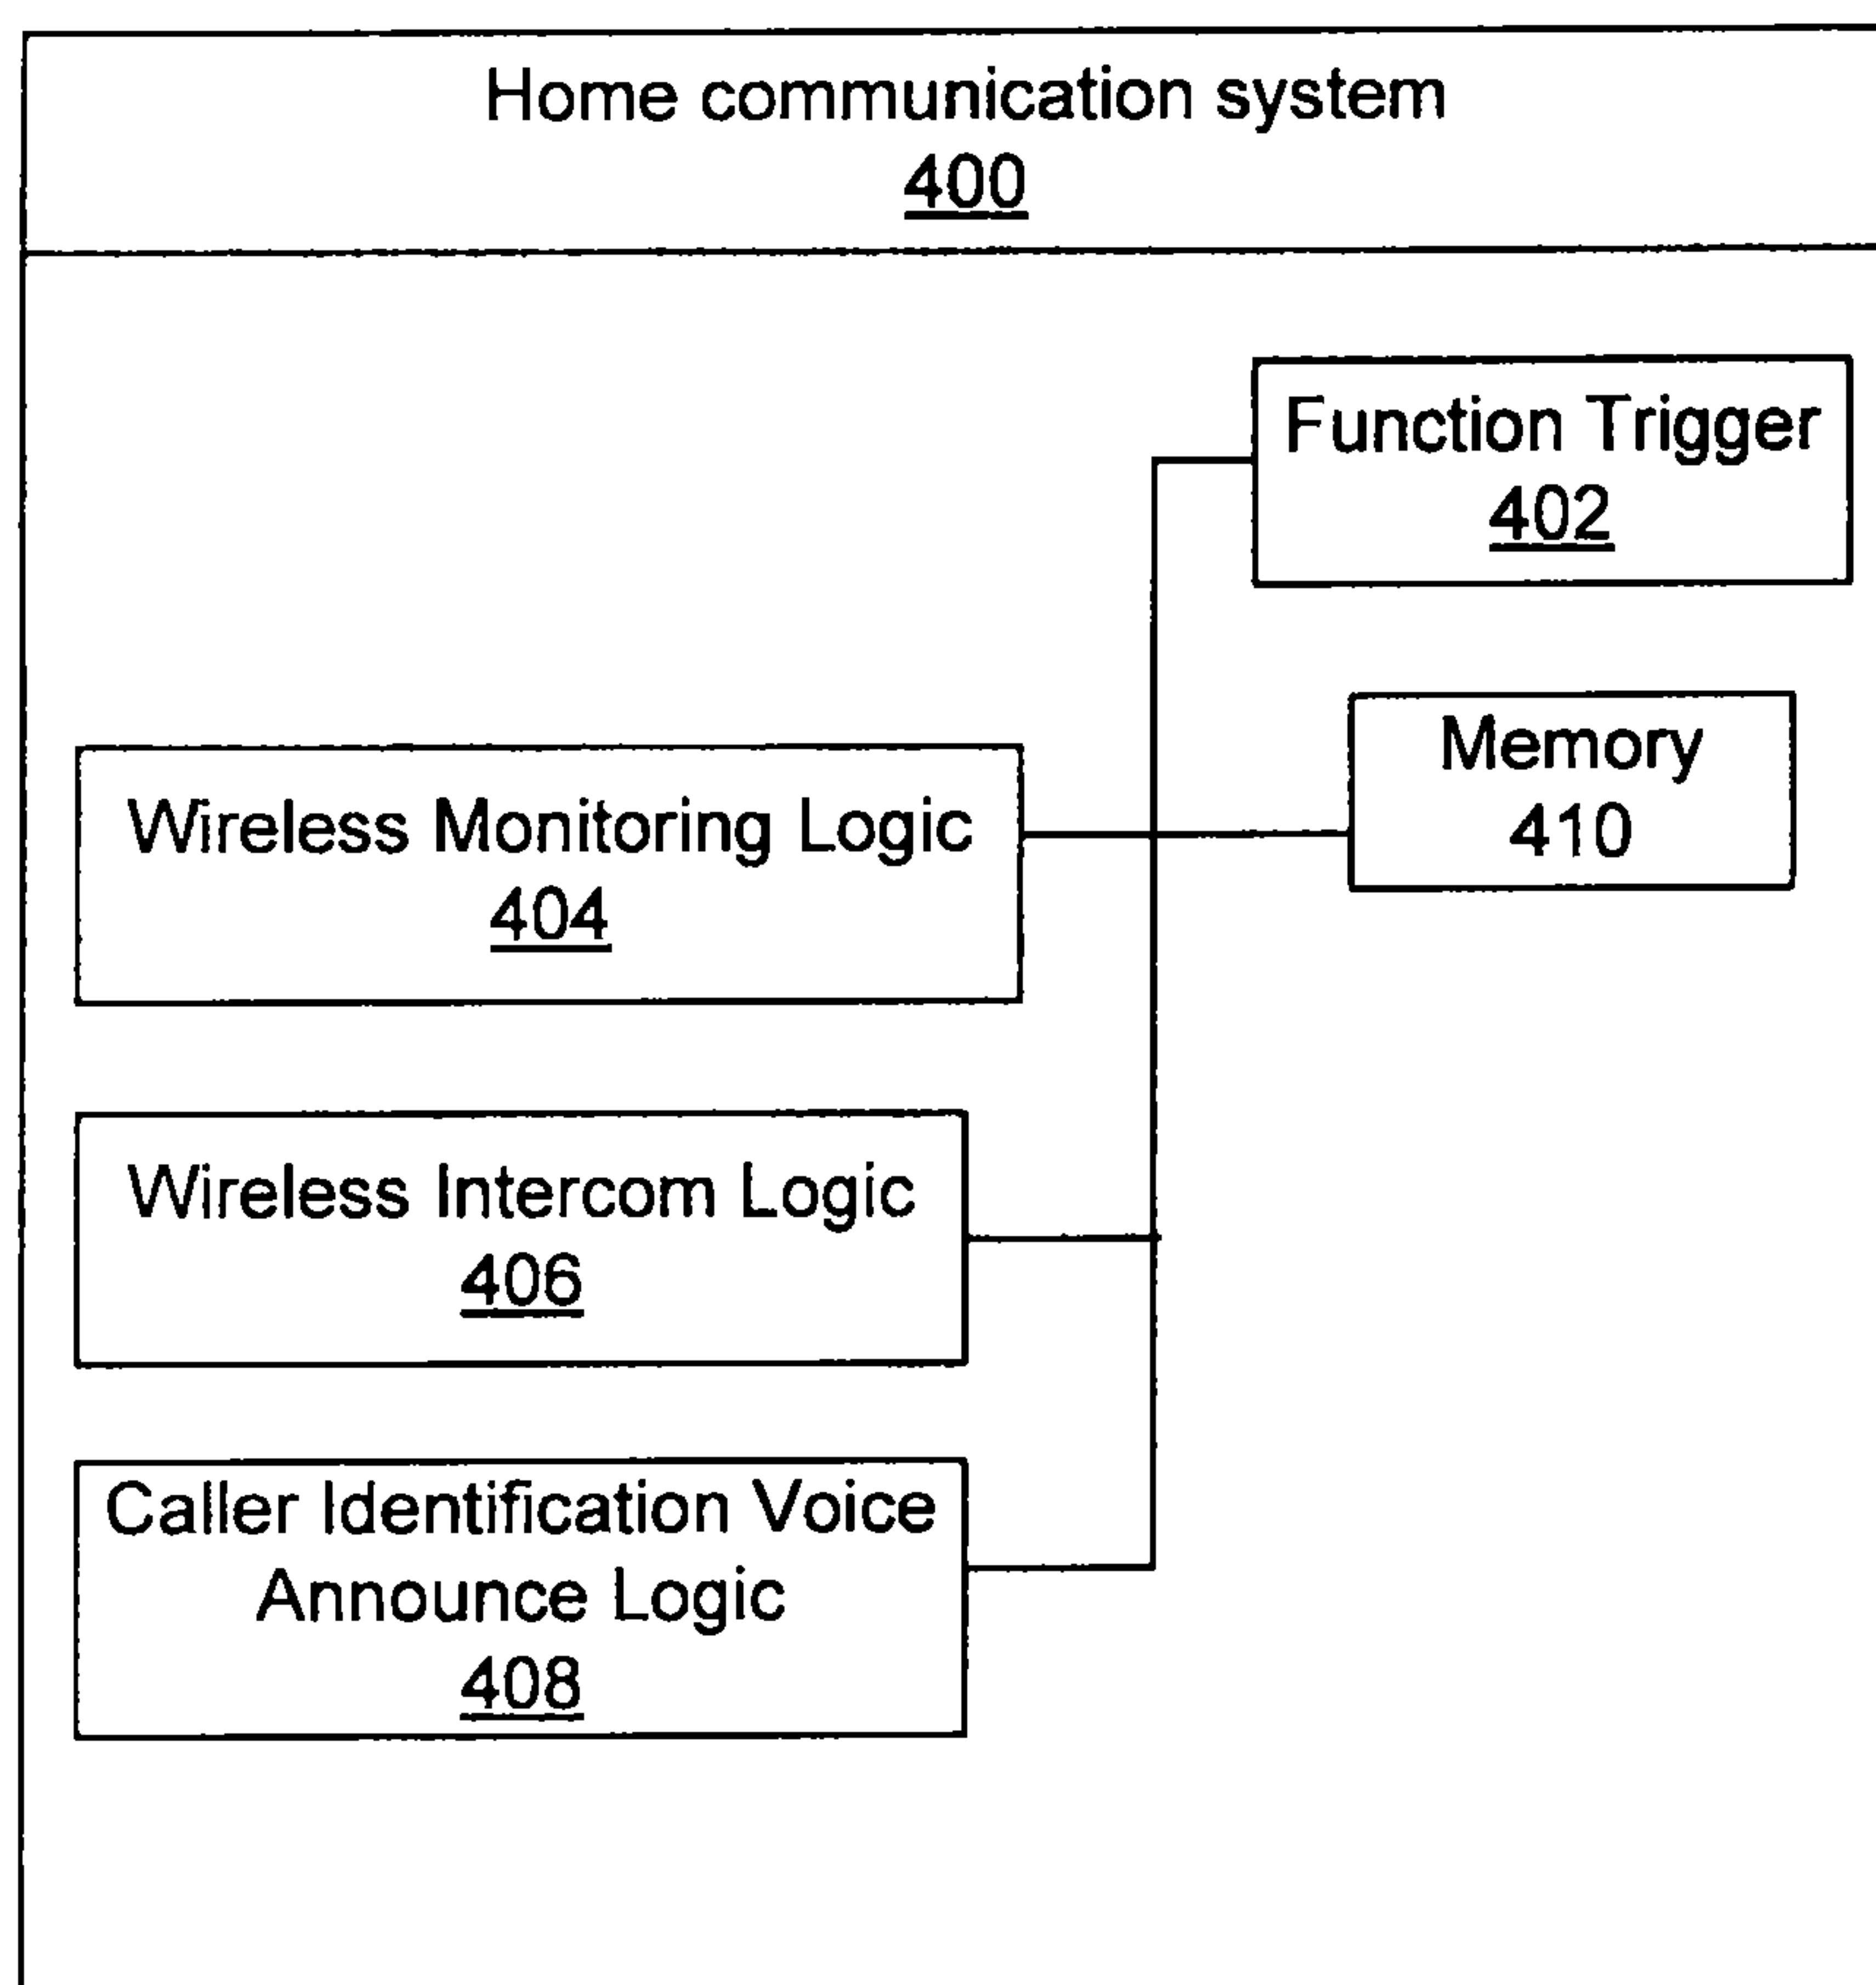 Home communication system
400
Function Trigger
402
Memory
410
Wireless Monitoring Logic
404
Wireless Intercom Logic
406
Caller Identification Voice
Announce Logic
408